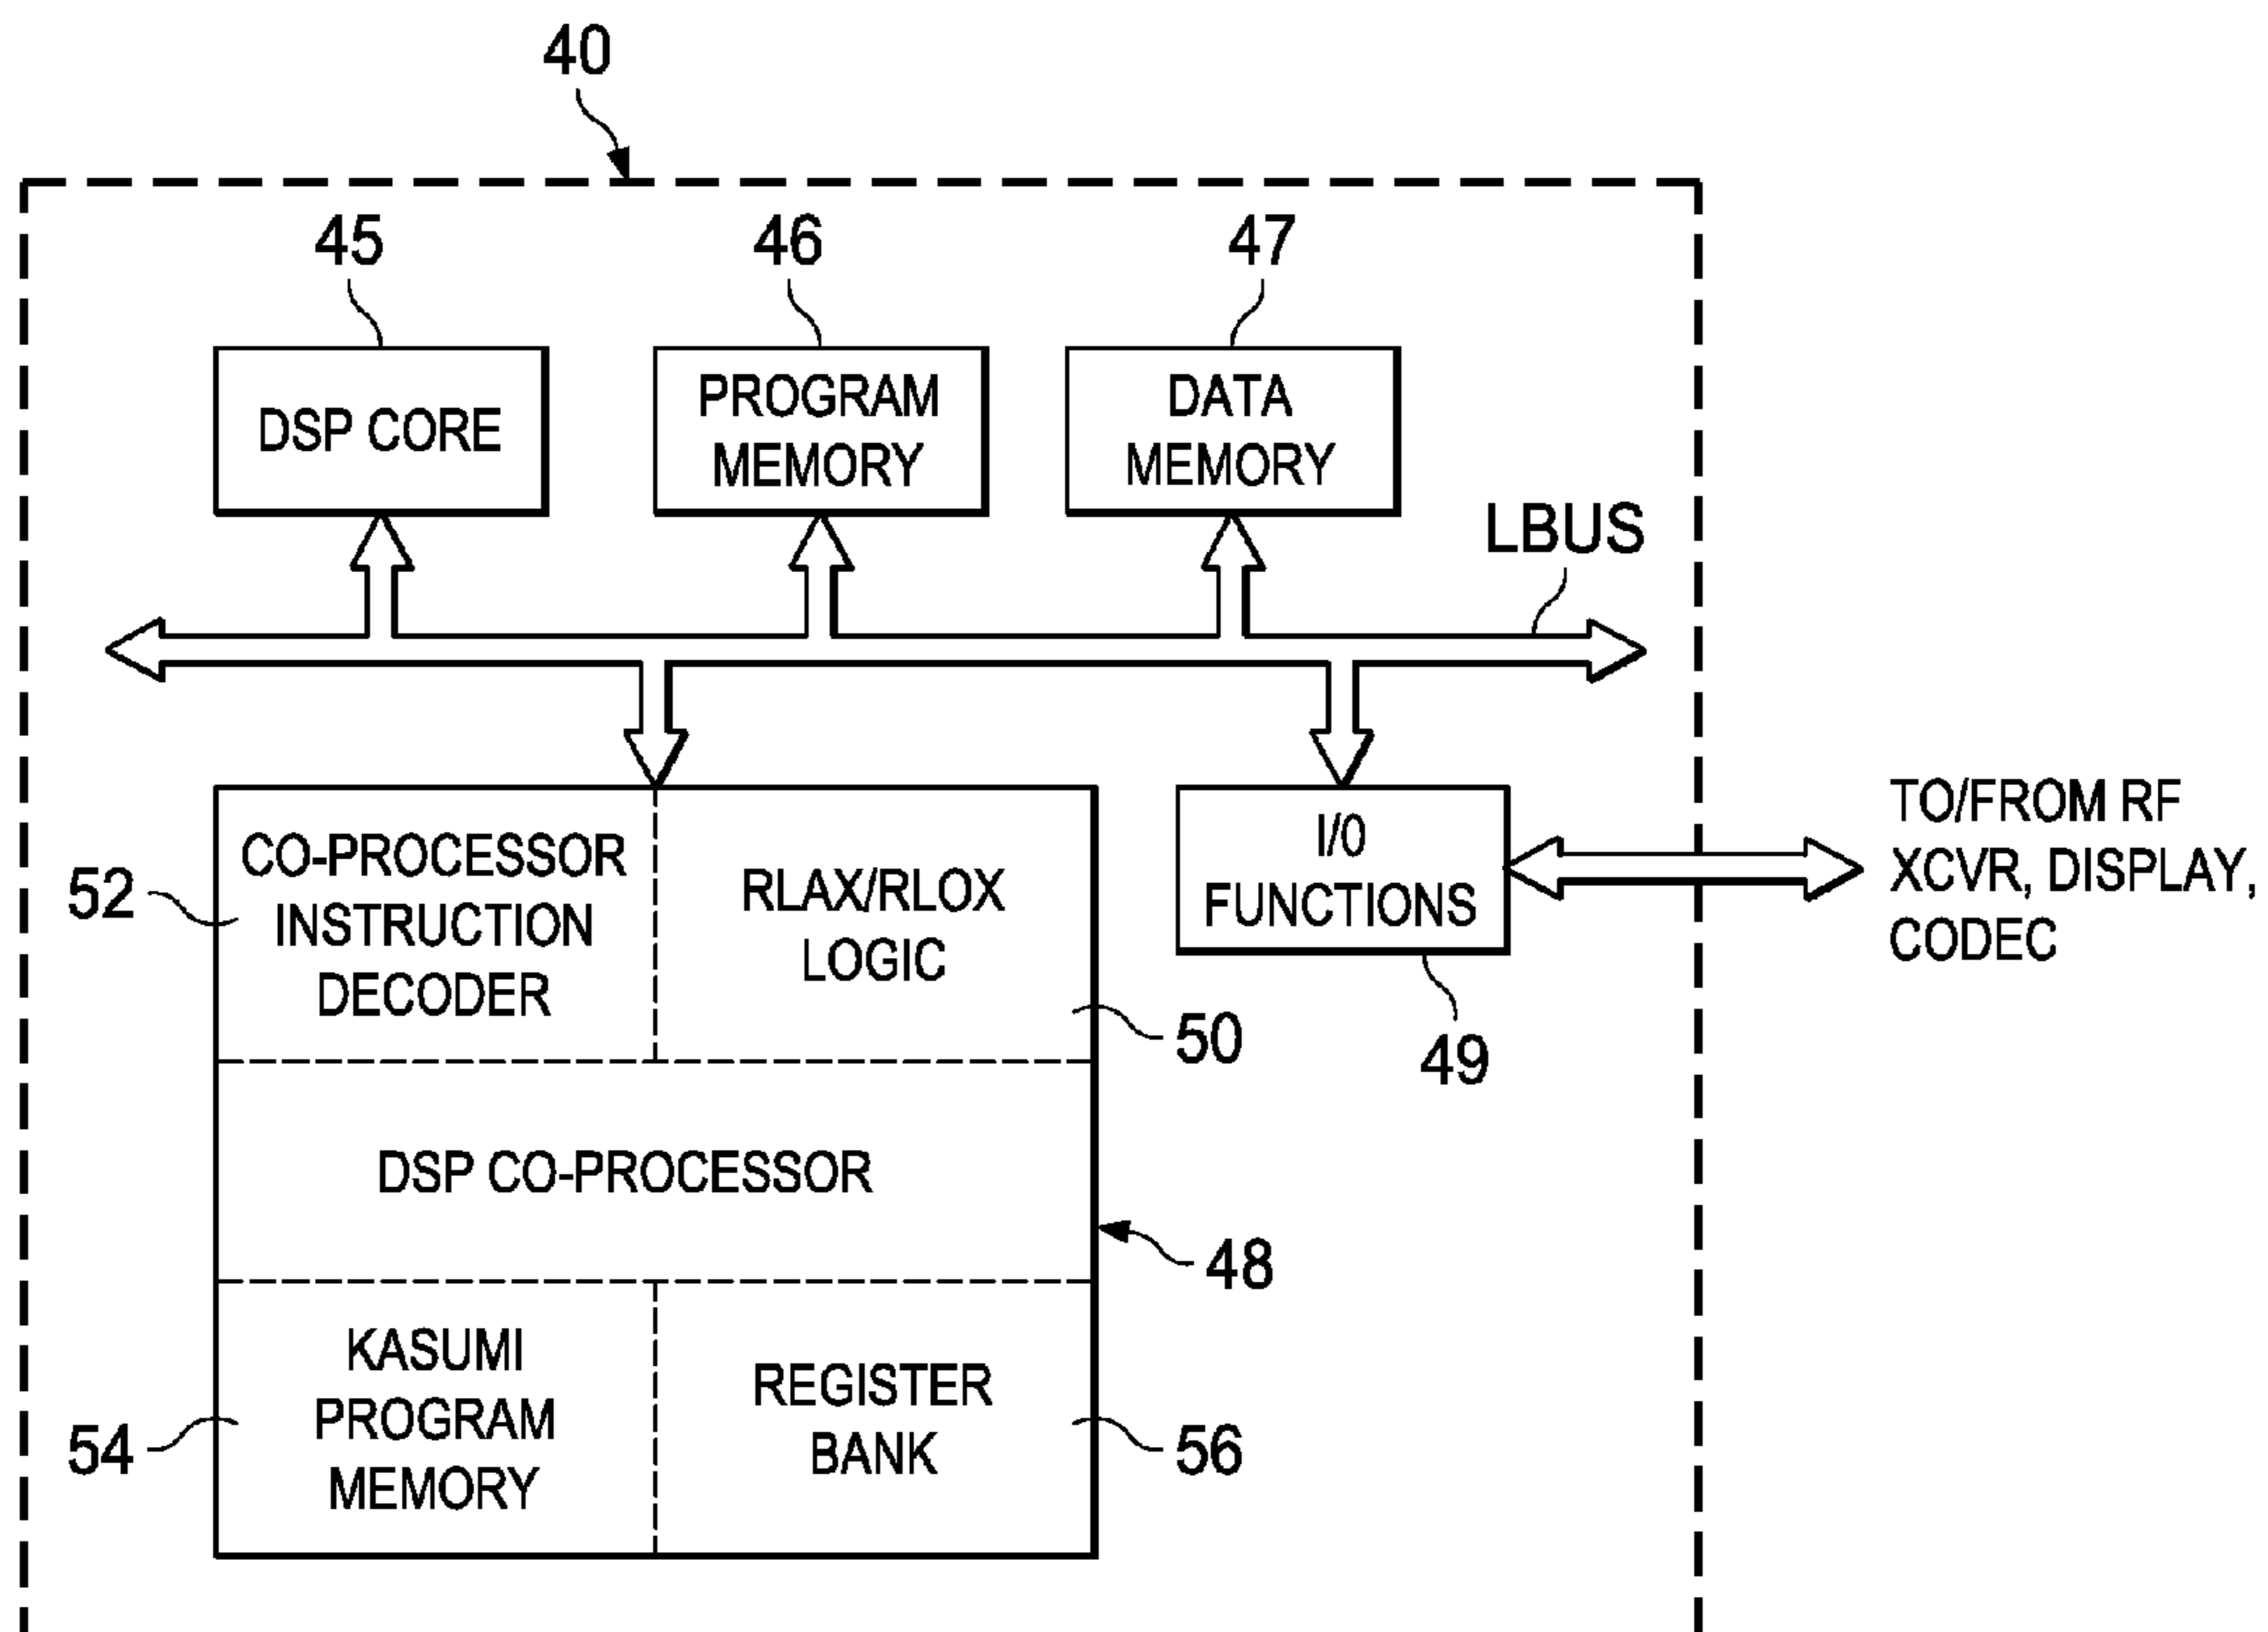 40
45
46
47
DSP CORE
PROGRAM
MEMORY
DATA
MEMORY
LBUS
CO-PROCESSOR
INSTRUCTION
DECODER
52
RLAX/RLOX
LOGIC
50
I/0
FUNCTIONS
49
TO/FROM RF
XCVR, DISPLAY,
CODEC
DSP CO-PROCESSOR
48
KASUMI
PROGRAM
MEMORY
54
REGISTER
BANK
56